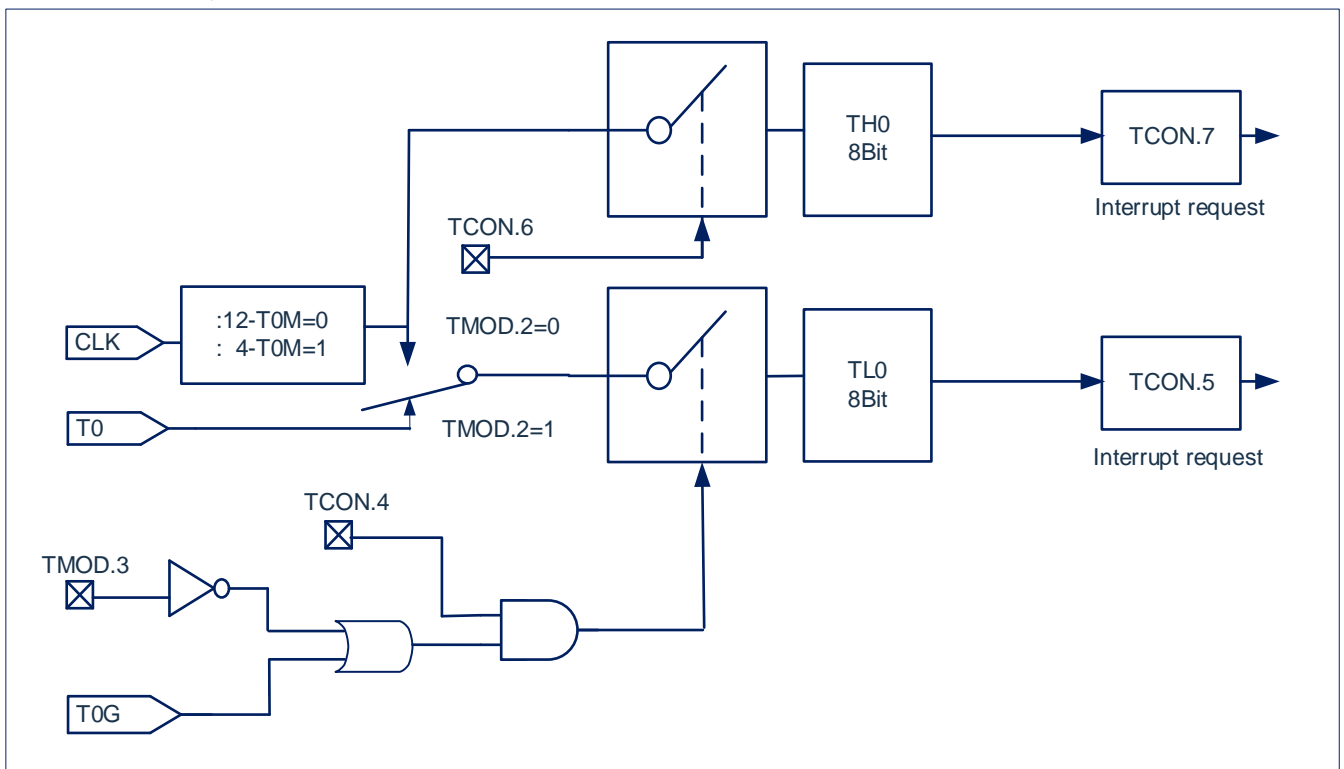 TH0
8Bit
TCON.7
Interrupt request
TCON.6
:12-T0M=0
: 4-T0M=1
CLK
TMOD.2=0
T0
TMOD.2=1
TL0
8Bit
TCON.5
Interrupt request
TCON.4
TMOD.3
T0G